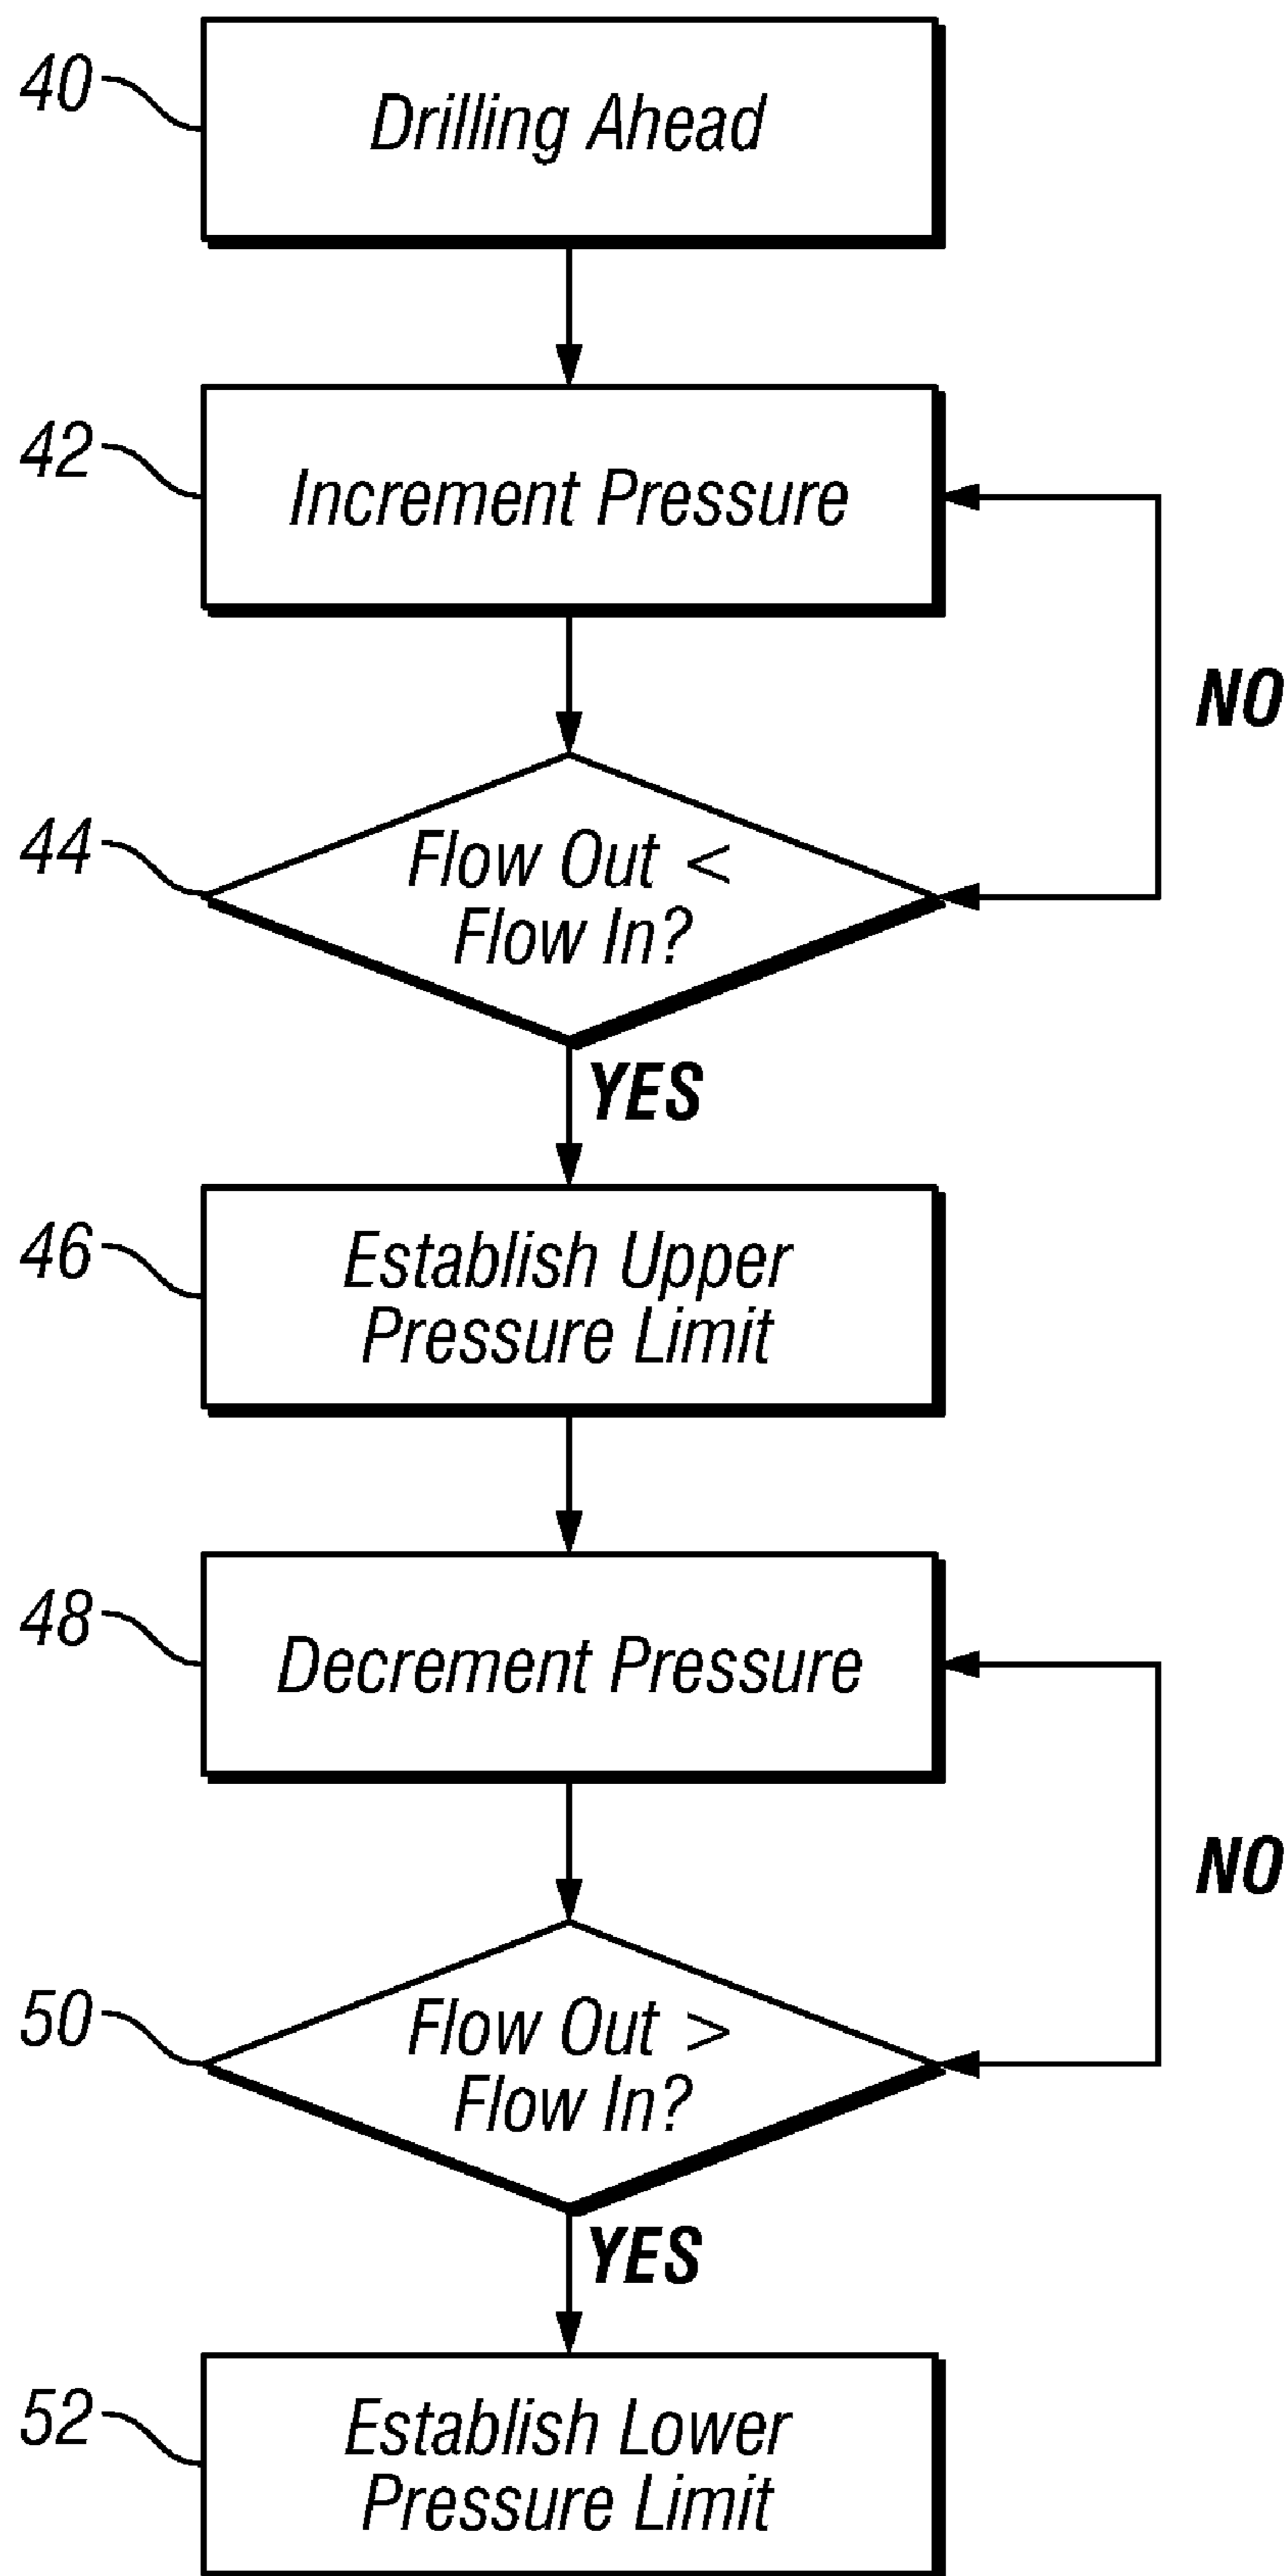 40
Drilling Ahead
42
Increment Pressure
NO
44
Flow Out <
Flow In?
YES
46
Establish Upper
Pressure Limit
48
Decrement Pressure
NO
50
Flow Out >
Flow In?
YES
52
Establish Lower
Pressure Limit